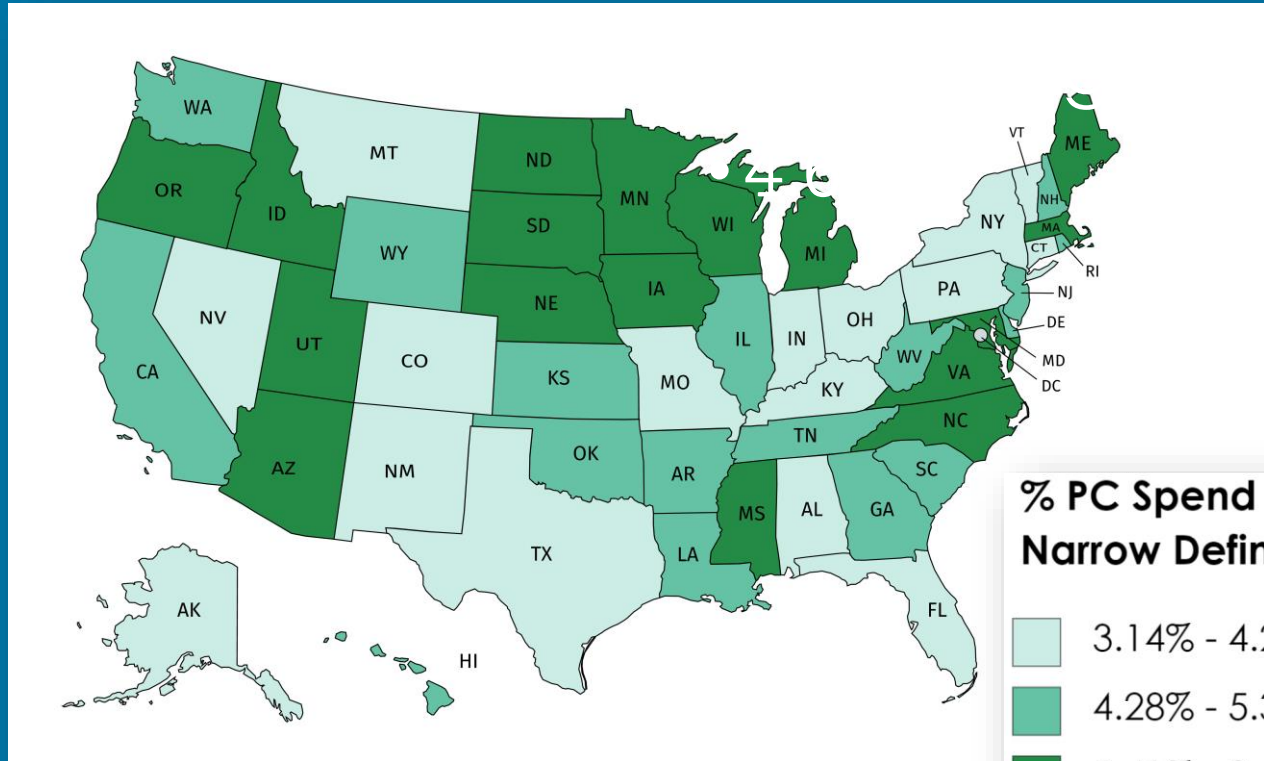 WA
MT
ND
MN
VT
ME
OR
ID
SD
WI
MI
NY
NH
MA
CT
RI
WY
NE
IA
PA
NJ
NV
UT
CO
IL
IN
OH
DE
CA
KS
MO
WV
MD
VA
DC
KY
NC
AZ
NM
OK
TN
AR
SC
MS
AL
GA
TX
LA
AK
FL
HI
% PC Spend
Narrow Defin
3.14% - 4.2
4.28% - 5.3